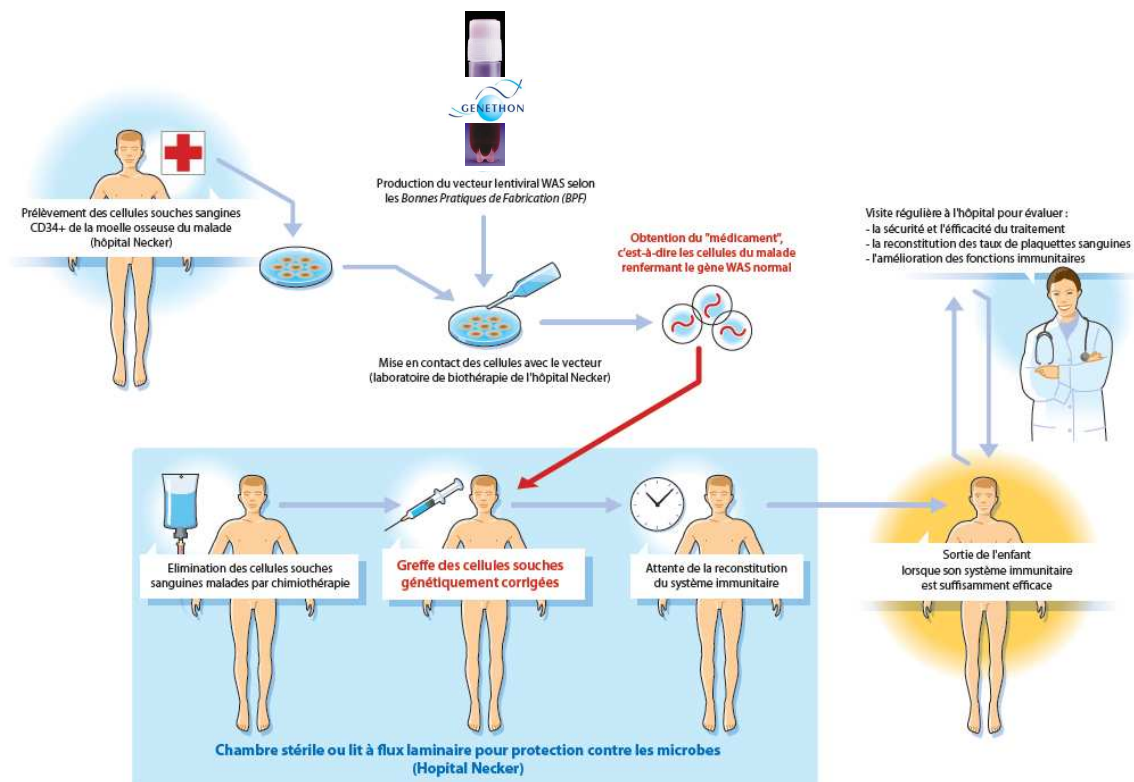 GENETHON
Production du vecteur lentiviral WAS selon
les Bonnes Pratiques de Fabrication (BPF)
Prélèvement des cellules souches sangines
CD34+ de la moelle osseuse du malade
(hôpital Necker)
Obtention du "médicament",
c'est-à-dire les cellules du malade
renfermant le gène WAS normal
Visite régulière à l'hôpital pour évaluer :
- la sécurité et l'éfficacité du traitement
- la reconstitution des taux de plaquettes sanguines
- l'amélioration des fonctions immunitaires
Mise en contact des cellules avec le vecteur
(laboratoire de biothérapie de l'hôpital Necker)
Elimination des cellules souches
sanguines malades par chimiothérapie
Greffe des cellules souches
génétiquement corrigées
Attente de la reconstitution
du système immunitaire
Sortie de l'enfant
lorsque son système immunitaire
est suffisamment efficace
Chambre stérile ou lit à flux laminaire pour protection contre les microbes
(Hopital Necker)